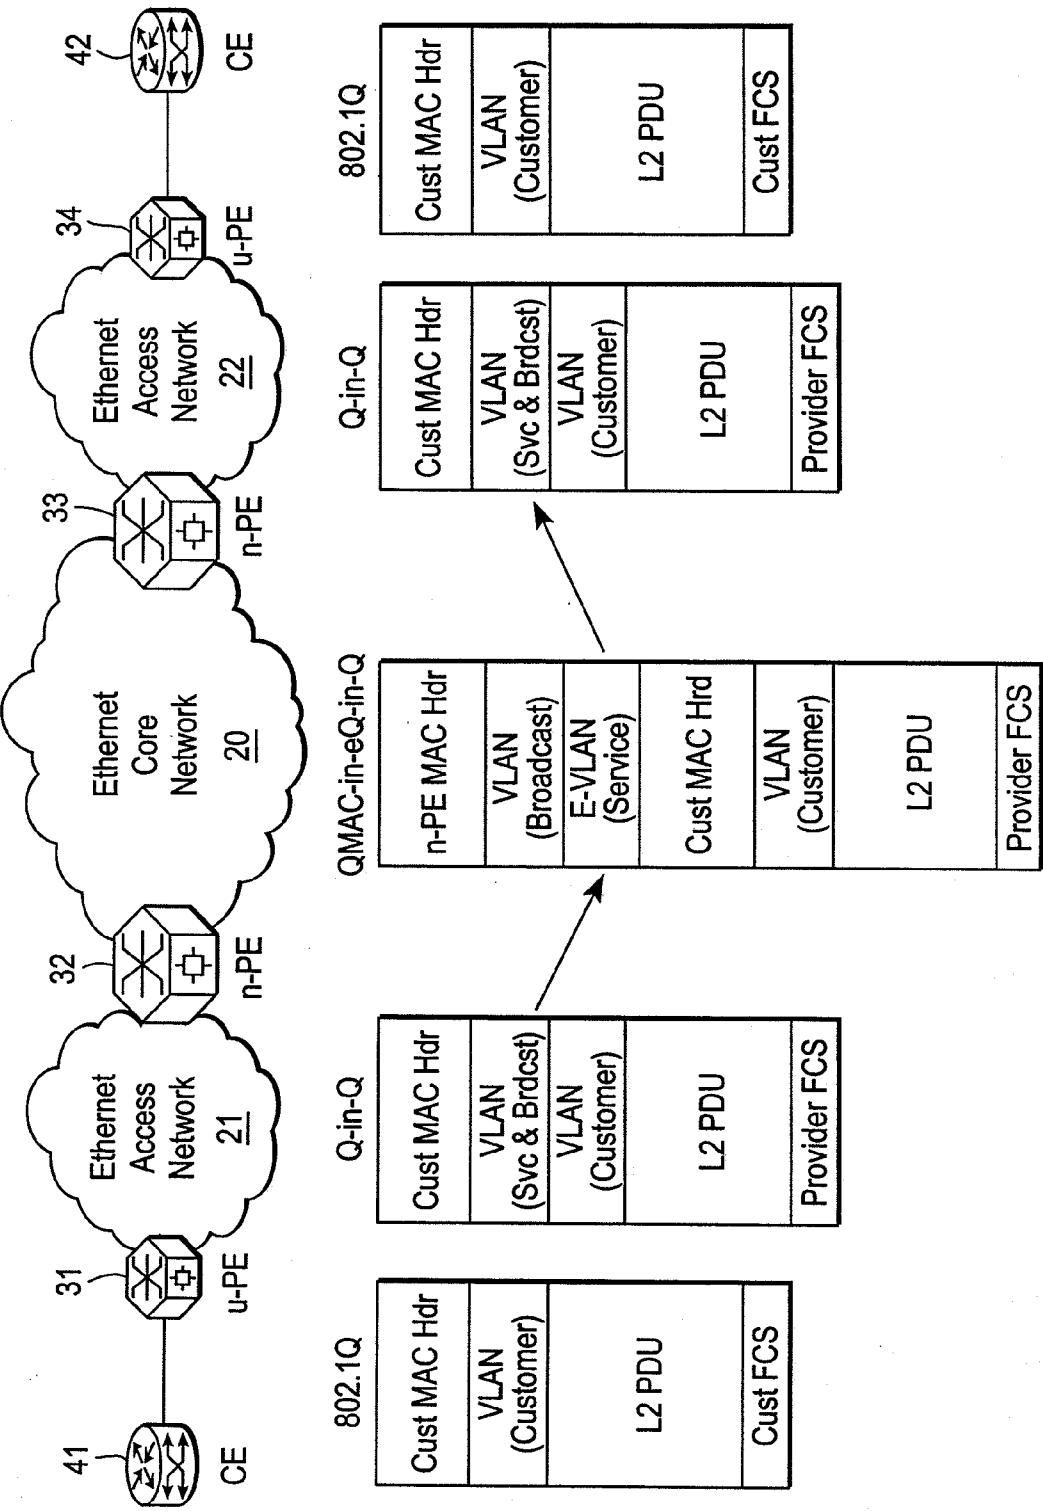 41
CE
31
u-PE
Ethernet
Access
Network
21
32
n-PE
Ethernet
Core
Network
20
33
n-PE
Ethernet
Access
Network
22
34
u-PE
42
CE
802.1Q
Cust MAC Hdr
VLAN
(Customer)
L2 PDU
Cust FCS
Q-in-Q
Cust MAC Hdr
VLAN
(Svc & Brdcst)
VLAN
(Customer)
L2 PDU
Provider FCS
QMAC-in-eQ-in-Q
n-PE MAC Hdr
VLAN
(Broadcast)
E-VLAN
(Service)
Cust MAC Hrd
VLAN
(Customer)
L2 PDU
Provider FCS
Q-in-Q
Cust MAC Hdr
VLAN
(Svc & Brdcst)
VLAN
(Customer)
L2 PDU
Provider FCS
802.1Q
Cust MAC Hdr
VLAN
(Customer)
L2 PDU
Cust FCS